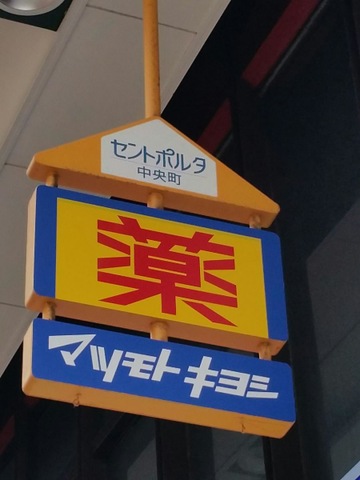 セントポルタ
中央町
薬
マツモトキヨシ